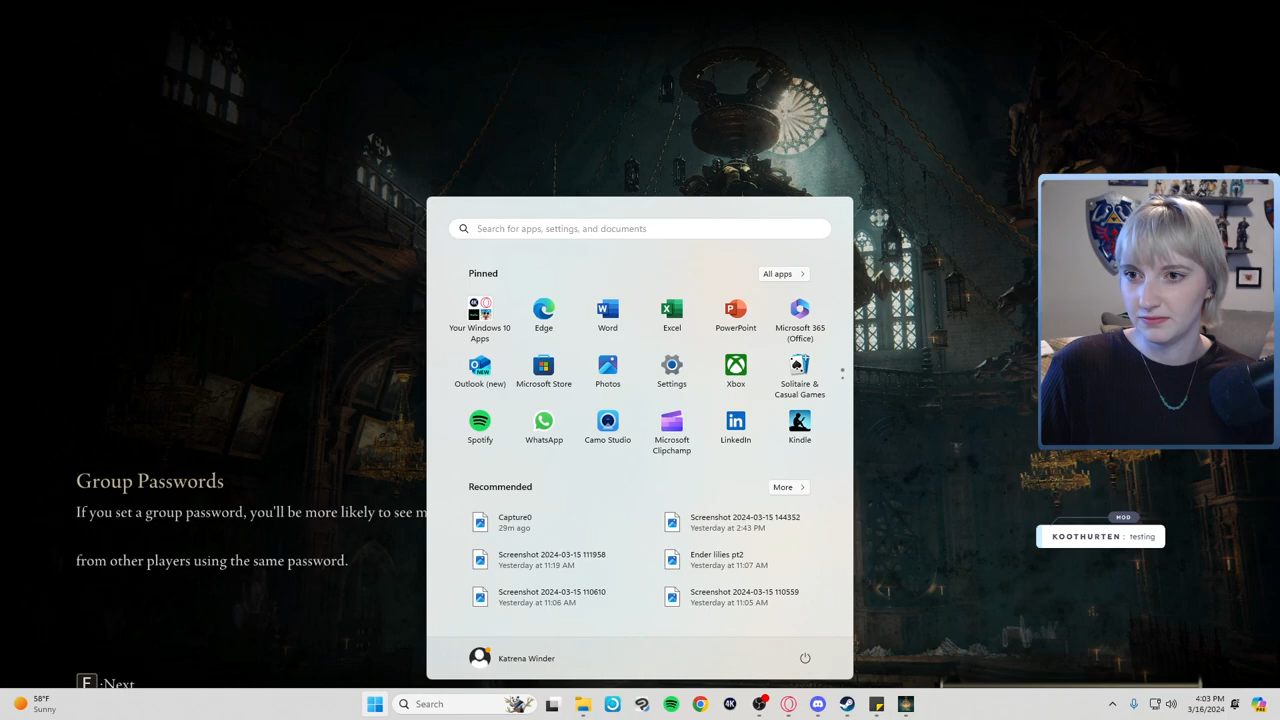 Search for apps, settings, and documents
Pinned
All apps
Your Windows 10 Apps
Edge
Word
Excel
PowerPoint
Microsoft 365 (Office)
Outlook (new)
Microsoft Store
Photos
Settings
Xbox
Solitaire & Casual Games
Spotify
WhatsApp
Camo Studio
Microsoft Clipchamp
LinkedIn
Kindle
Recommended
More
Capture0
29m ago
Screenshot 2024-03-15 144352
Yesterday at 2:43 PM
Screenshot 2024-03-15 111958
Yesterday at 11:19 AM
Ender lilies pt2
Yesterday at 11:07 AM
Screenshot 2024-03-15 110610
Yesterday at 11:06 AM
Screenshot 2024-03-15 110559
Yesterday at 11:05 AM
Katrena Winder
Group Passwords
If you set a group password, you'll be more likely to see m
from other players using the same password.
F :Next
MOD
KOOTHURTEN : testing
58°F
Sunny
Search
4K
4:03 PM
3/16/2024